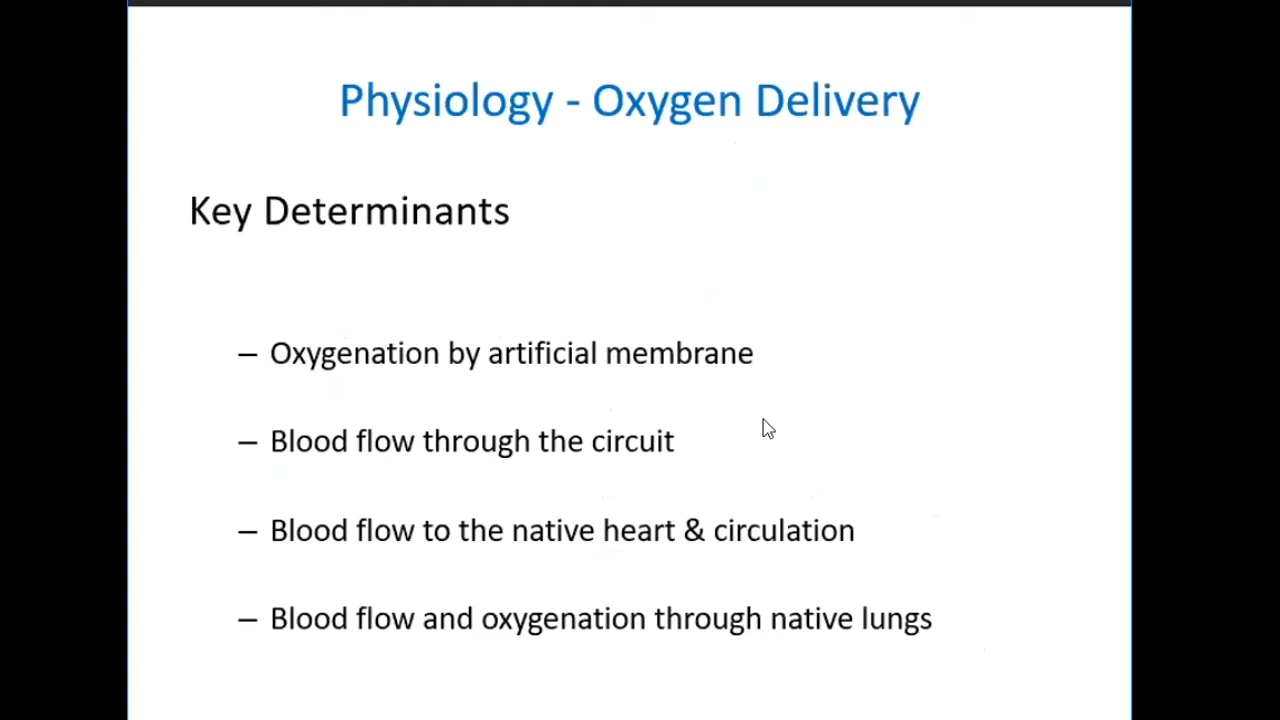 Physiology - Oxygen Delivery
Key Determinants
– Oxygenation by artificial membrane
– Blood flow through the circuit
– Blood flow to the native heart & circulation
– Blood flow and oxygenation through native lungs